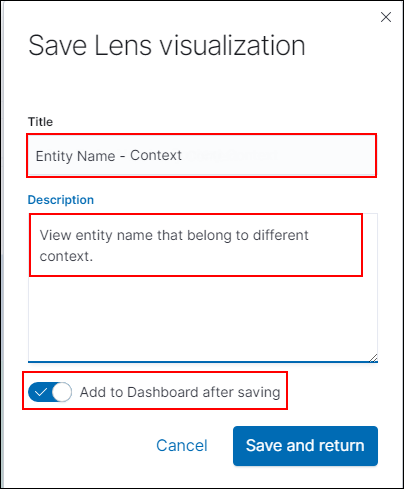 Save Lens visualization
Title
Entity Name - Context
Description
View entity name that belong to different
context.
Add to Dashboard after saving
Cancel
Save and return